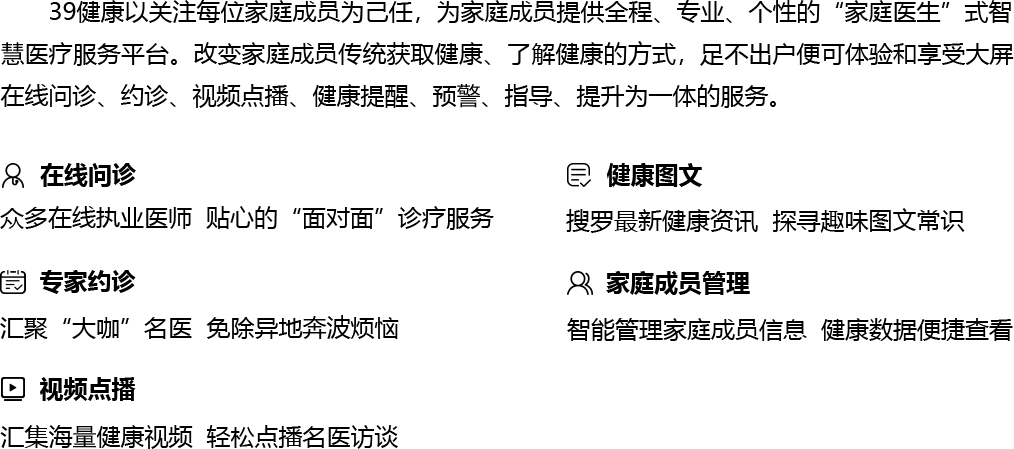 39健康以关注每位家庭成员为己任，为家庭成员提供全程、专业、个性的“家庭医生”式智
慧医疗服务平台。改变家庭成员传统获取健康、了解健康的方式，足不出户便可体验和享受大屏
在线问诊、约诊、视频点播、健康提醒、预警、指导、提升为一体的服务。
在线问诊
众多在线执业医师 贴心的“面对面”诊疗服务
健康图文
搜罗最新健康资讯 探寻趣味图文常识
专家约诊
汇聚“大咖”名医 免除异地奔波烦恼
家庭成员管理
智能管理家庭成员信息 健康数据便捷查看
视频点播
汇集海量健康视频 轻松点播名医访谈